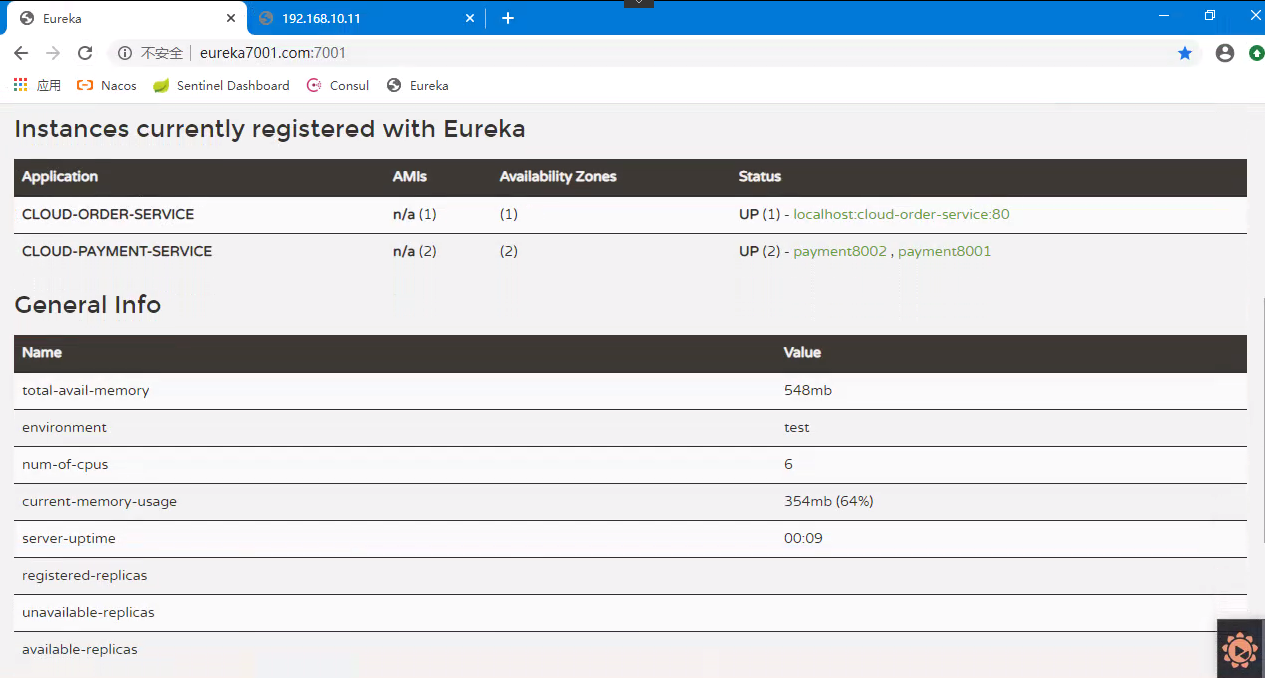 Eureka
192.168.10.11
不安全 eureka7001.com:7001
应用 Nacos Sentinel Dashboard Consul Eureka
Instances currently registered with Eureka
Application AMIs Availability Zones Status
CLOUD-ORDER-SERVICE n/a (1) (1) UP (1) - localhost:cloud-order-service:80
CLOUD-PAYMENT-SERVICE n/a (2) (2) UP (2) - payment8002 , payment8001
General Info
Name Value
total-avail-memory 548mb
environment test
num-of-cpus 6
current-memory-usage 354mb (64%)
server-uptime 00:09
registered-replicas
unavailable-replicas
available-replicas